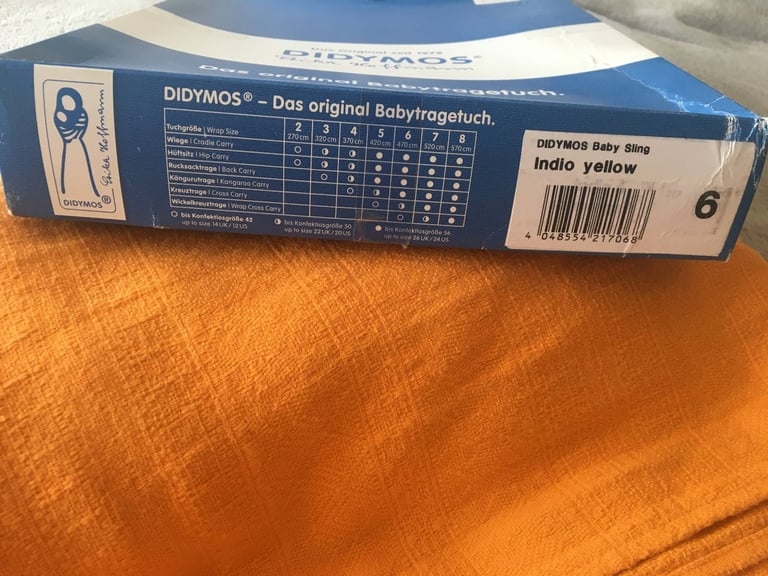 Das Original seit 1972
DIDYMOS®
Erika Hoffmann
Das original Babytragetuch.
Erika Hoffmann
DIDYMOS®
DIDYMOS® – Das original Babytragetuch.
Tuchgröße | Wrap Size 2 3 4 5 6 7 8
270 cm 320 cm 370 cm 420 cm 470 cm 520 cm 570 cm
Wiege | Cradle Carry
Hüftsitz | Hip Carry
Rucksacktrage | Back Carry
Kängurutrage | Kangaroo Carry
Kreuztrage | Cross Carry
Wickelkreuztrage | Wrap Cross Carry
bis Konfektionsgröße 42 bis Konfektionsgröße 50 bis Konfektionsgröße 56
up to size 14 UK / 12 US up to size 22 UK / 20 US up to size 26 UK / 24 US
DIDYMOS Baby Sling
Indio yellow
6
4 048554 217068